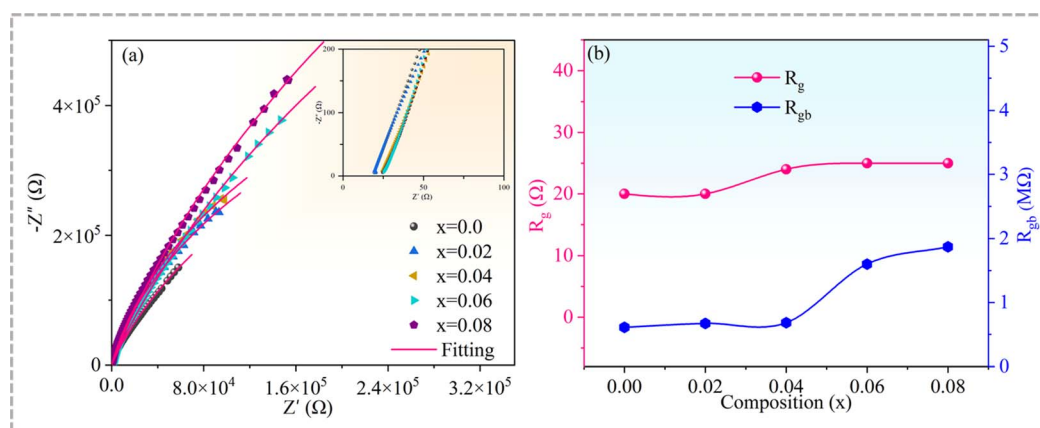 (a)
-Z″ (Ω)
4×10⁵
2×10⁵
0
0.0
8.0×10⁴
1.6×10⁵
2.4×10⁵
3.2×10⁵
Z′ (Ω)
-Z″ (Ω)
200
100
0
0
50
100
Z′ (Ω)
x=0.0
x=0.02
x=0.04
x=0.06
x=0.08
Fitting
(b)
R_g
R_gb
R_g (Ω)
40
30
20
10
0
R_gb (MΩ)
5
4
3
2
1
0
0.00
0.02
0.04
0.06
0.08
Composition (x)